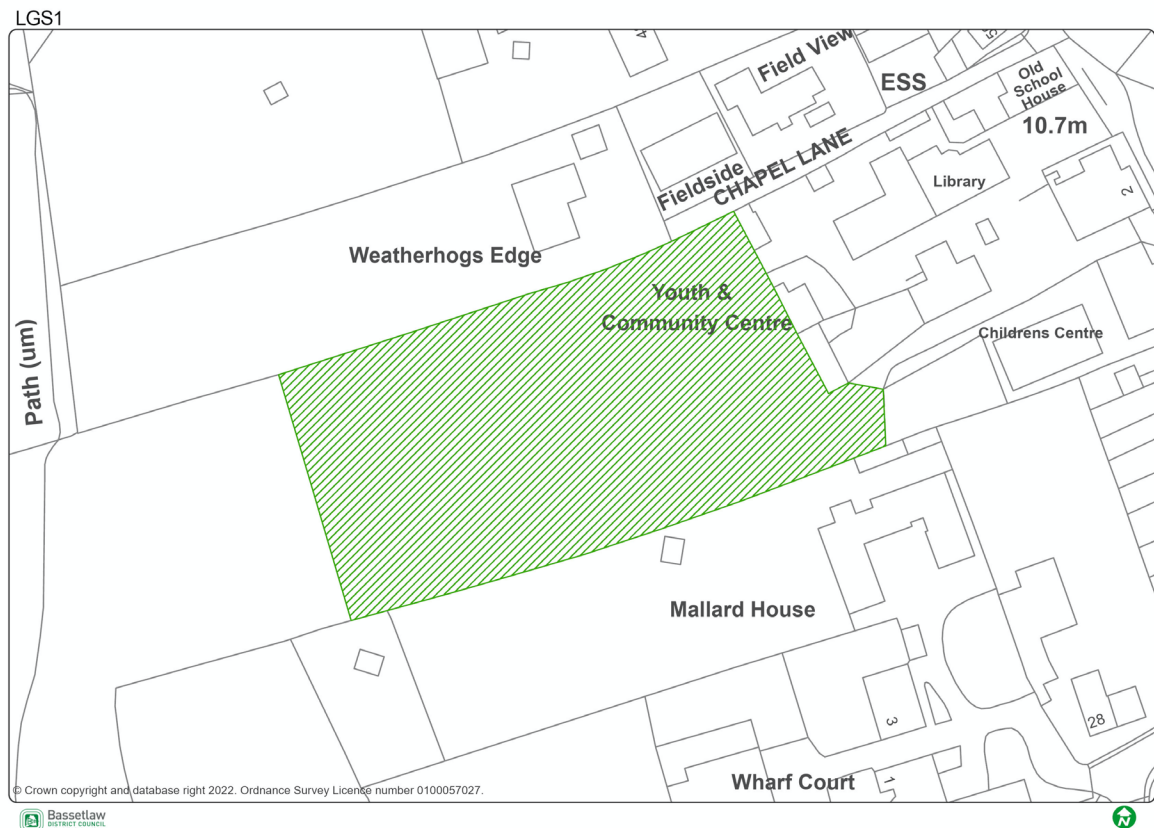 LGS1
4
Field View
5
ESS
Old
School
House
10.7m
CHAPEL LANE
Fieldside
Library
2
Weatherhogs Edge
Youth &
Community Centre
Path (um)
Childrens Centre
Mallard House
3
28
Wharf Court
1
© Crown copyright and database right 2022. Ordnance Survey Licence number 0100057027.
Bassetlaw
DISTRICT COUNCIL
N